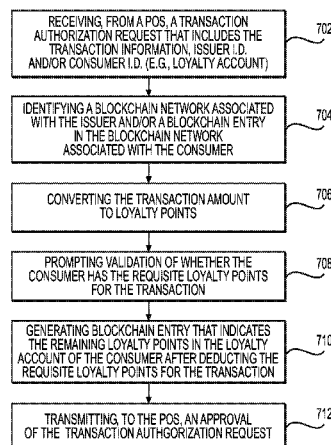 RECEIVING, FROM A POS, A TRANSACTION
AUTHORIZATION REQUEST THAT INCLUDES THE
TRANSACTION INFORMATION, ISSUER I.D.
AND/OR CONSUMER I.D. (E.G., LOYALTY ACCOUNT)
702
IDENTIFYING A BLOCKCHAIN NETWORK ASSOCIATED
WITH THE ISSUER AND/OR A BLOCKCHAIN ENTRY
IN THE BLOCKCHAIN NETWORK
ASSOCIATED WITH THE CONSUMER
704
CONVERTING THE TRANSACTION AMOUNT
TO LOYALTY POINTS
706
PROMPTING VALIDATION OF WHETHER THE
CONSUMER HAS THE REQUISITE LOYALTY POINTS
FOR THE TRANSACTION
708
GENERATING BLOCKCHAIN ENTRY THAT INDICATES
THE REMAINING LOYALTY POINTS IN THE LOYALTY
ACCOUNT OF THE CONSUMER AFTER DEDUCTING THE
REQUISITE LOYALTY POINTS FOR THE TRANSACTION
710
TRANSMITTING, TO THE POS, AN APPROVAL
OF THE TRANSACTION AUTHGORIZATION REQUEST
712